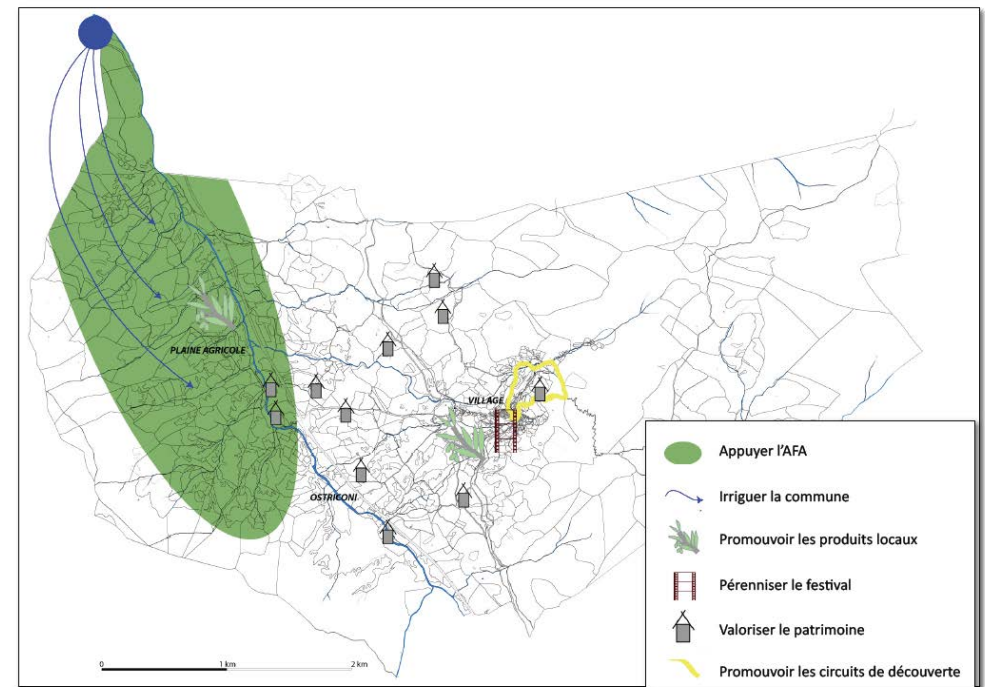 PLAINE AGRICOLE
VILLAGE
OSTRICONI
0 1 km 2 km
Appuyer l'AFA
Irriguer la commune
Promouvoir les produits locaux
Pérenniser le festival
Valoriser le patrimoine
Promouvoir les circuits de découverte